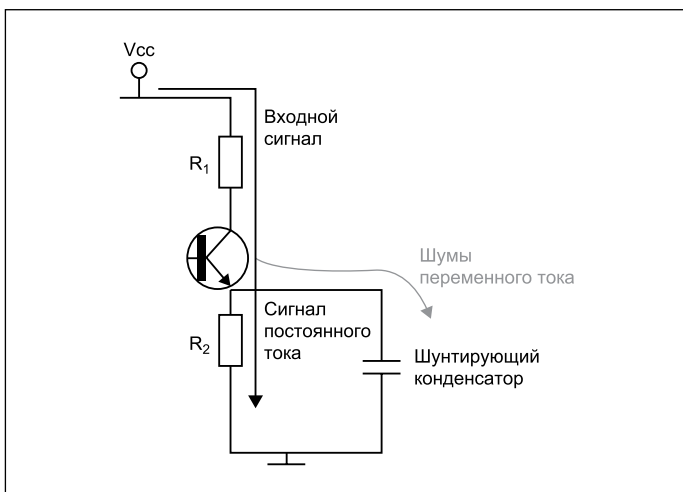 Vcc
Входной
сигнал
R1
Шумы
переменного тока
Сигнал
постоянного
тока
R2
Шунтирующий
конденсатор